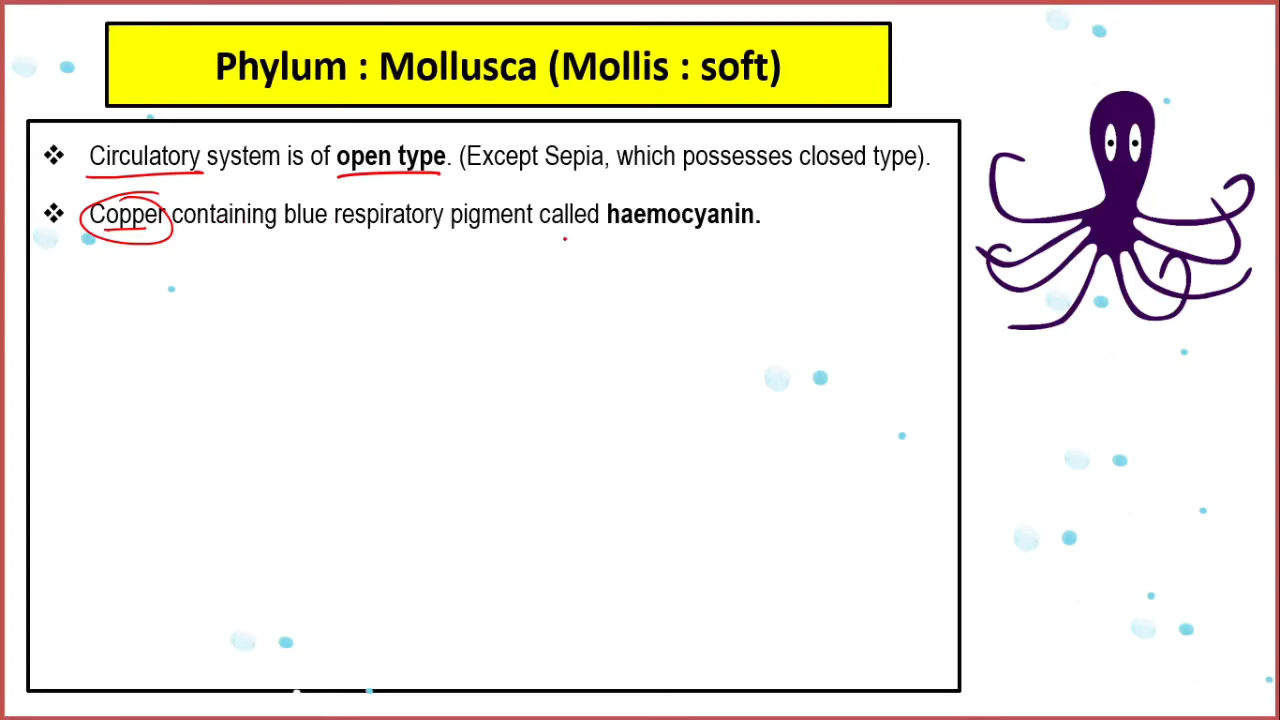 Phylum : Mollusca (Mollis : soft)
❖ Circulatory system is of open type. (Except Sepia, which possesses closed type).
❖ Copper containing blue respiratory pigment called haemocyanin.